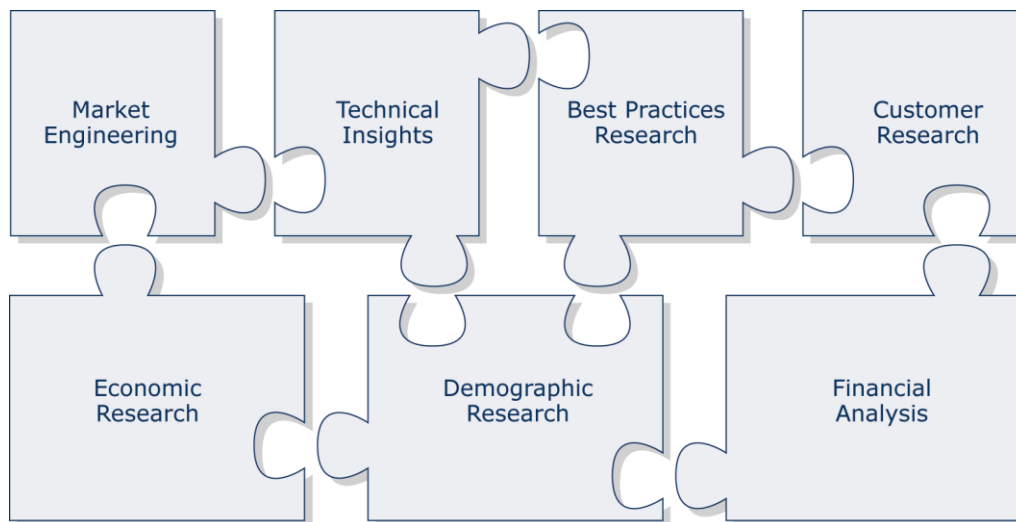 Market
Engineering
Technical
Insights
Best Practices
Research
Customer
Research
Economic
Research
Demographic
Research
Financial
Analysis